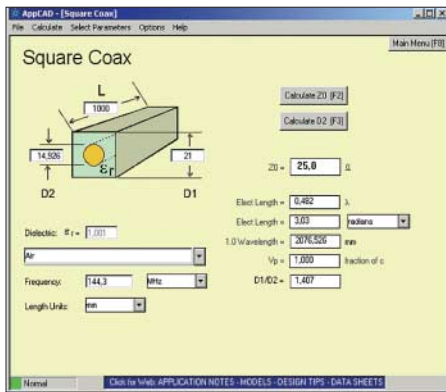 AppCAD - [Square Coax]
File Calculate Select Parameters Options Help
Main Menu [F8]
Square Coax
L
1000
14,926
εr
21
D2
D1
Calculate Z0 [F2]
Calculate D2 [F3]
Z0 = 25,0 Ω
Elect Length = 0,482 λ
Elect Length = 3,03 radians
1.0 Wavelength = 2076,526 mm
Vp = 1,000 fraction of c
D1/D2 = 1,407
Dielectric: εr = 1,001
Air
Frequency: 144,3 MHz
Length Units: mm
Normal
Click for Web: APPLICATION NOTES - MODELS - DESIGN TIPS - DATA SHEETS